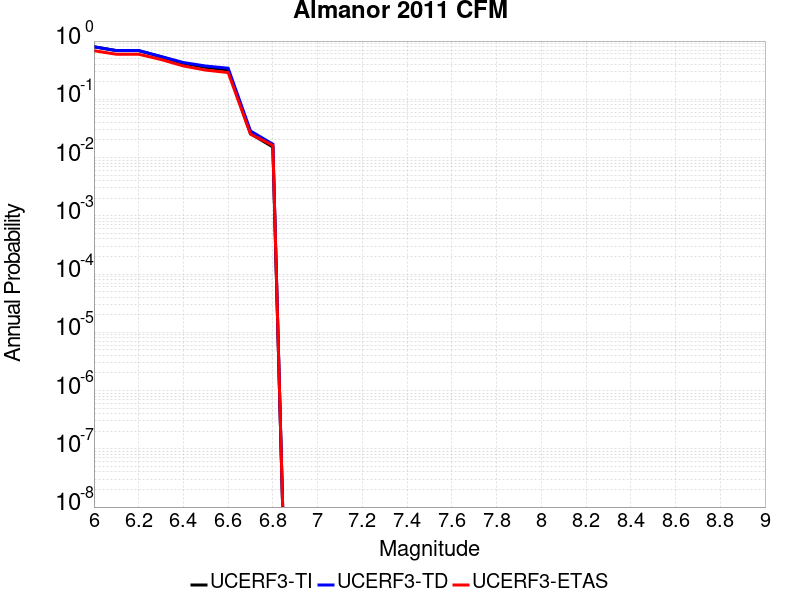 Almanor 2011 CFM
Annual Probability
10^0
10^-1
10^-2
10^-3
10^-4
10^-5
10^-6
10^-7
10^-8
6 6.2 6.4 6.6 6.8 7 7.2 7.4 7.6 7.8 8 8.2 8.4 8.6 8.8 9
Magnitude
UCERF3-TI UCERF3-TD UCERF3-ETAS